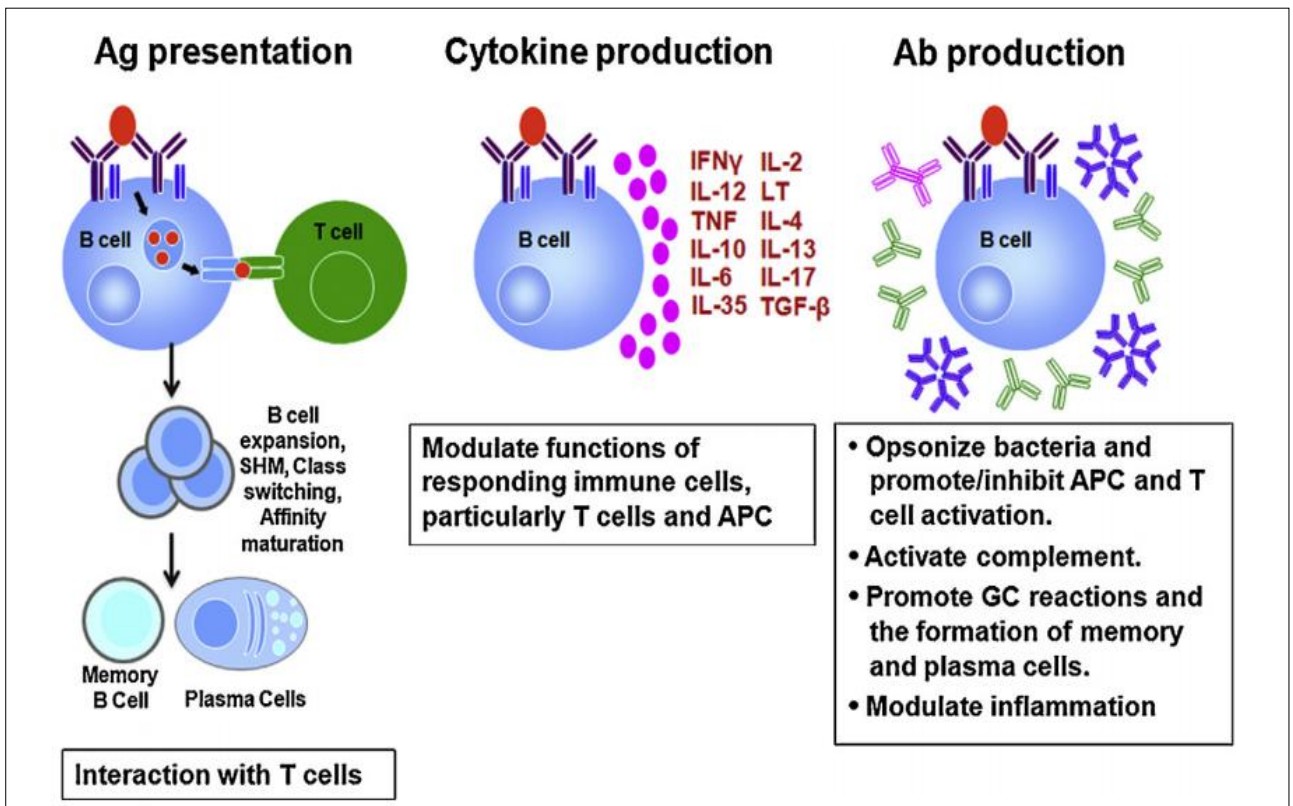 Ag presentation
B cell
T cell
B cell
expansion,
SHM, Class
switching,
Affinity
maturation
Memory
B Cell
Plasma Cells
Interaction with T cells
Cytokine production
B cell
IFNγ IL-2
IL-12 LT
TNF IL-4
IL-10 IL-13
IL-6 IL-17
IL-35 TGF-β
Modulate functions of
responding immune cells,
particularly T cells and APC
Ab production
B cell
• Opsonize bacteria and
promote/inhibit APC and T
cell activation.
• Activate complement.
• Promote GC reactions and
the formation of memory
and plasma cells.
• Modulate inflammation